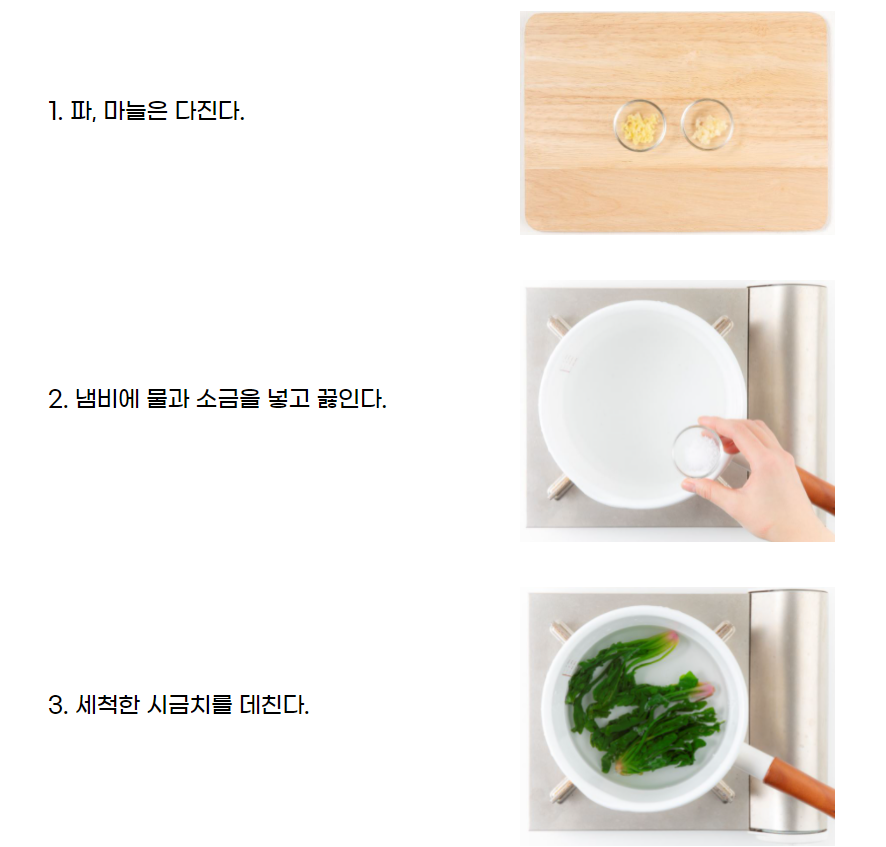 1. 파, 마늘은 다진다.
2. 냄비에 물과 소금을 넣고 끓인다.
3. 세척한 시금치를 데친다.